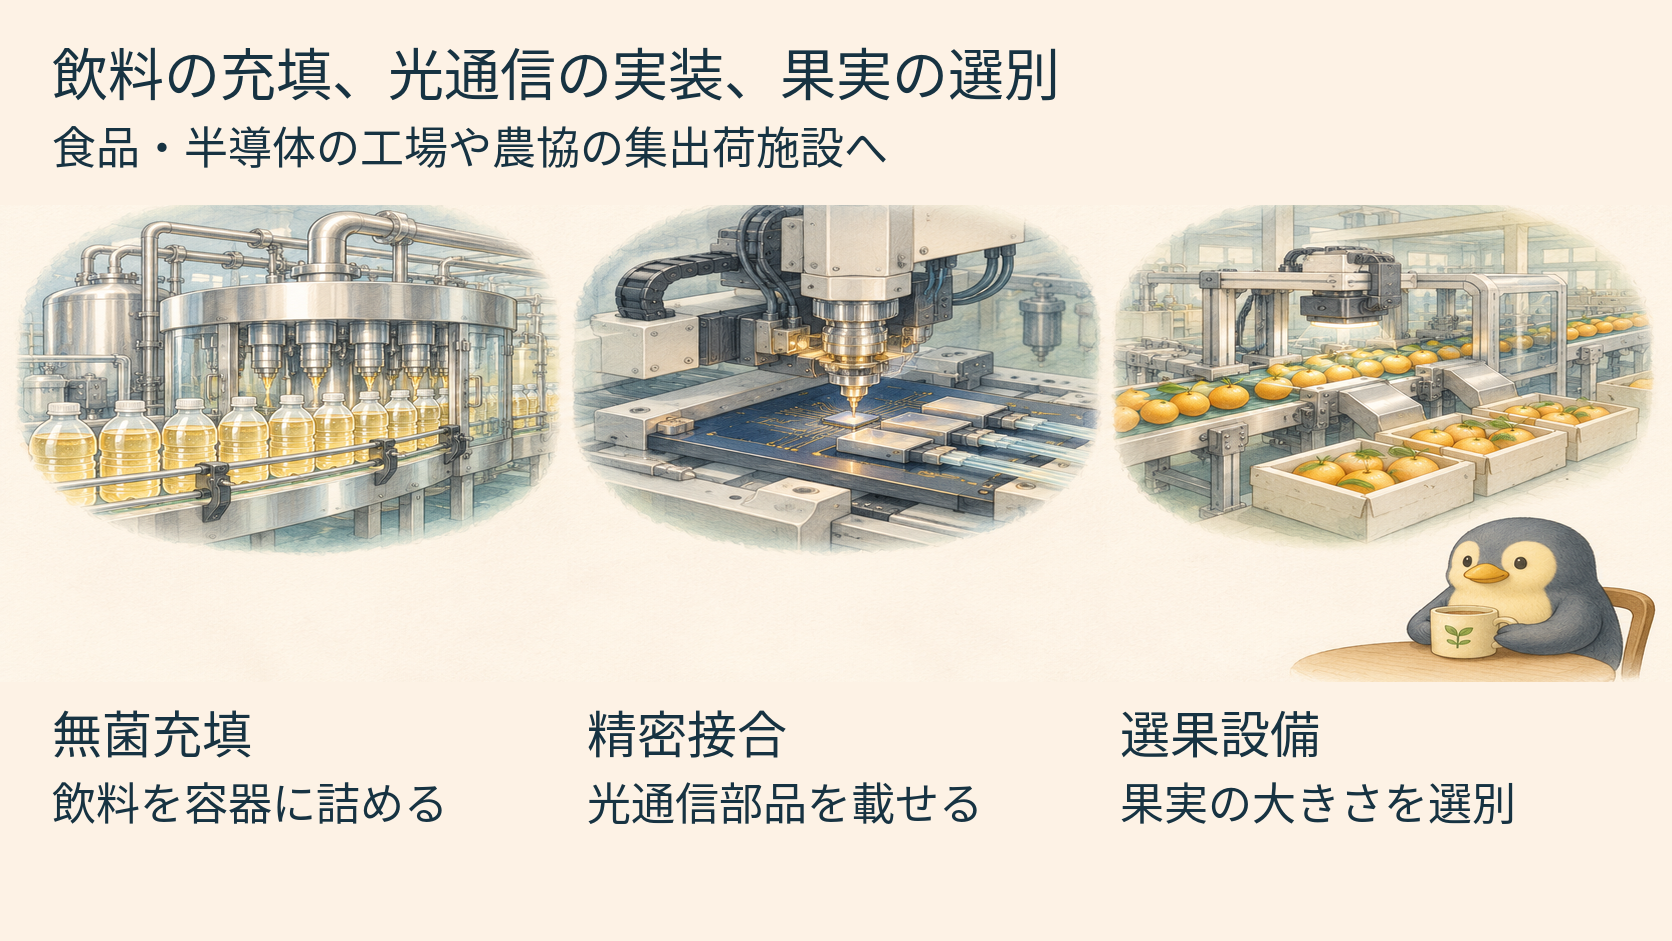 飲料の充填、光通信の実装、果実の選別
食品・半導体の工場や農協の集出荷施設へ
無菌充填
飲料を容器に詰める
精密接合
光通信部品を載せる
選果設備
果実の大きさを選別